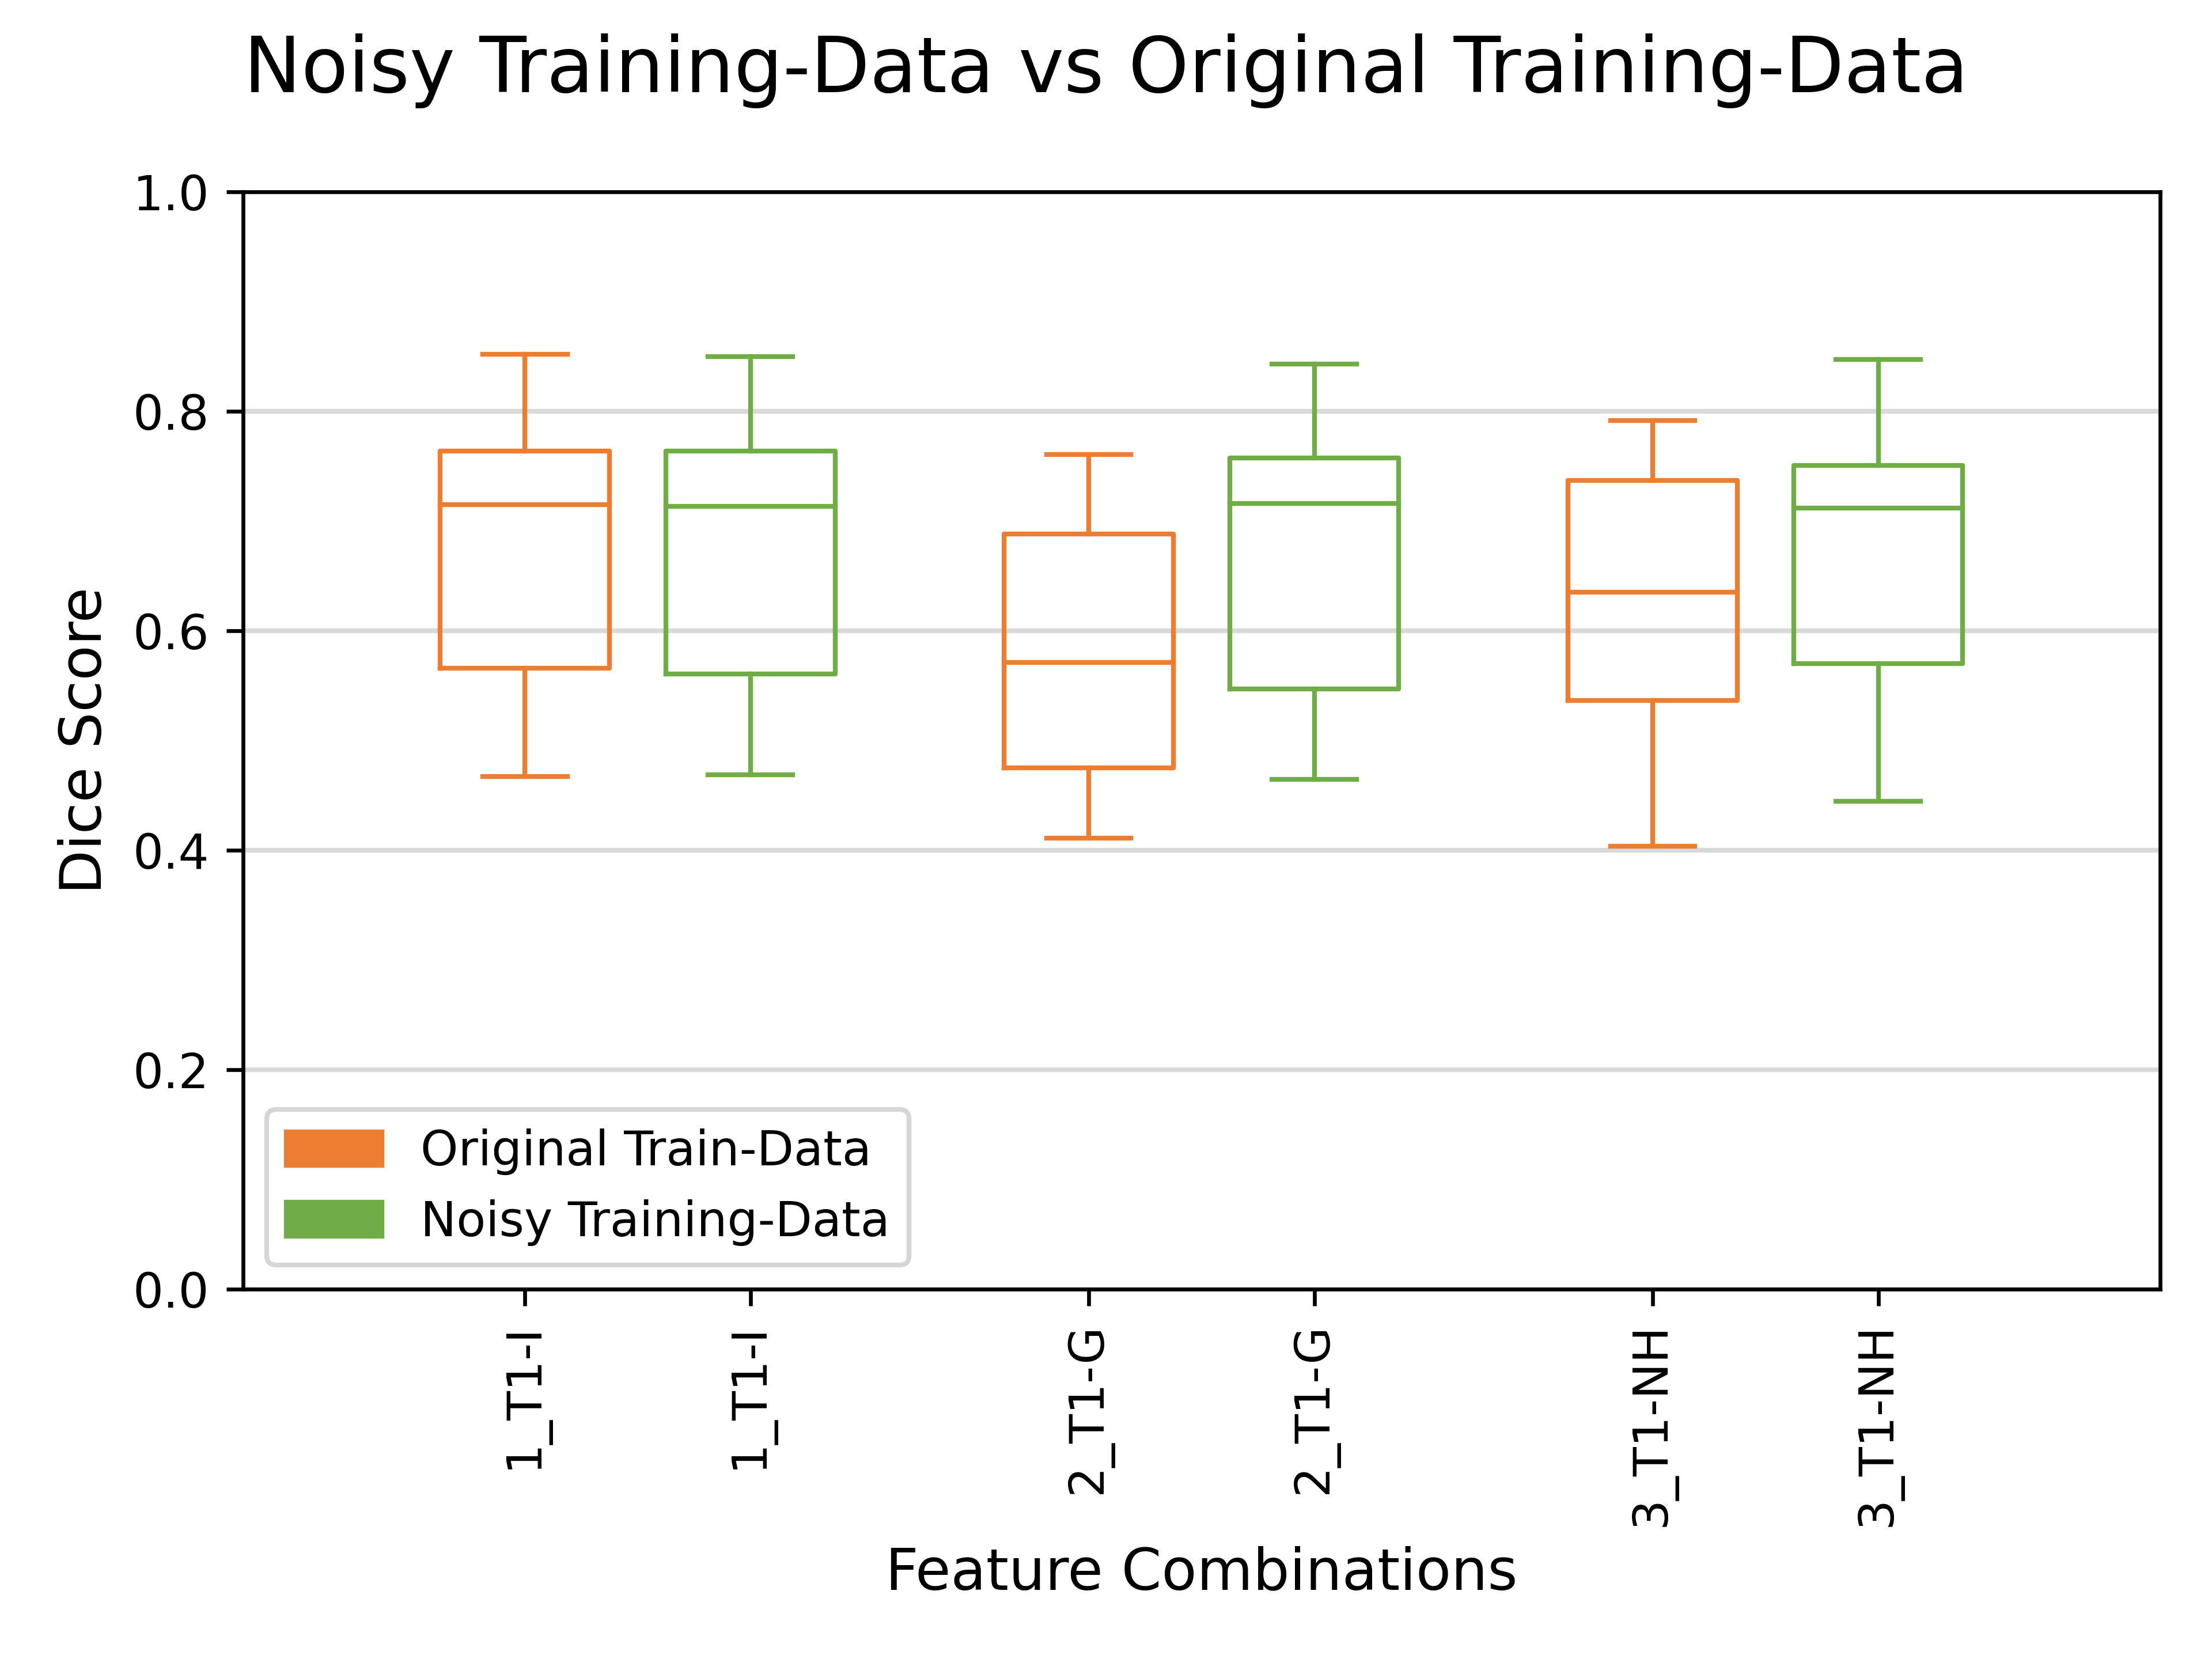 Noisy Training-Data vs Original Training-Data
1.0
0.8
0.6
0.4
0.2
0.0
Dice Score
Original Train-Data
Noisy Training-Data
1_T1-I
1_T1-I
2_T1-G
2_T1-G
3_T1-NH
3_T1-NH
Feature Combinations